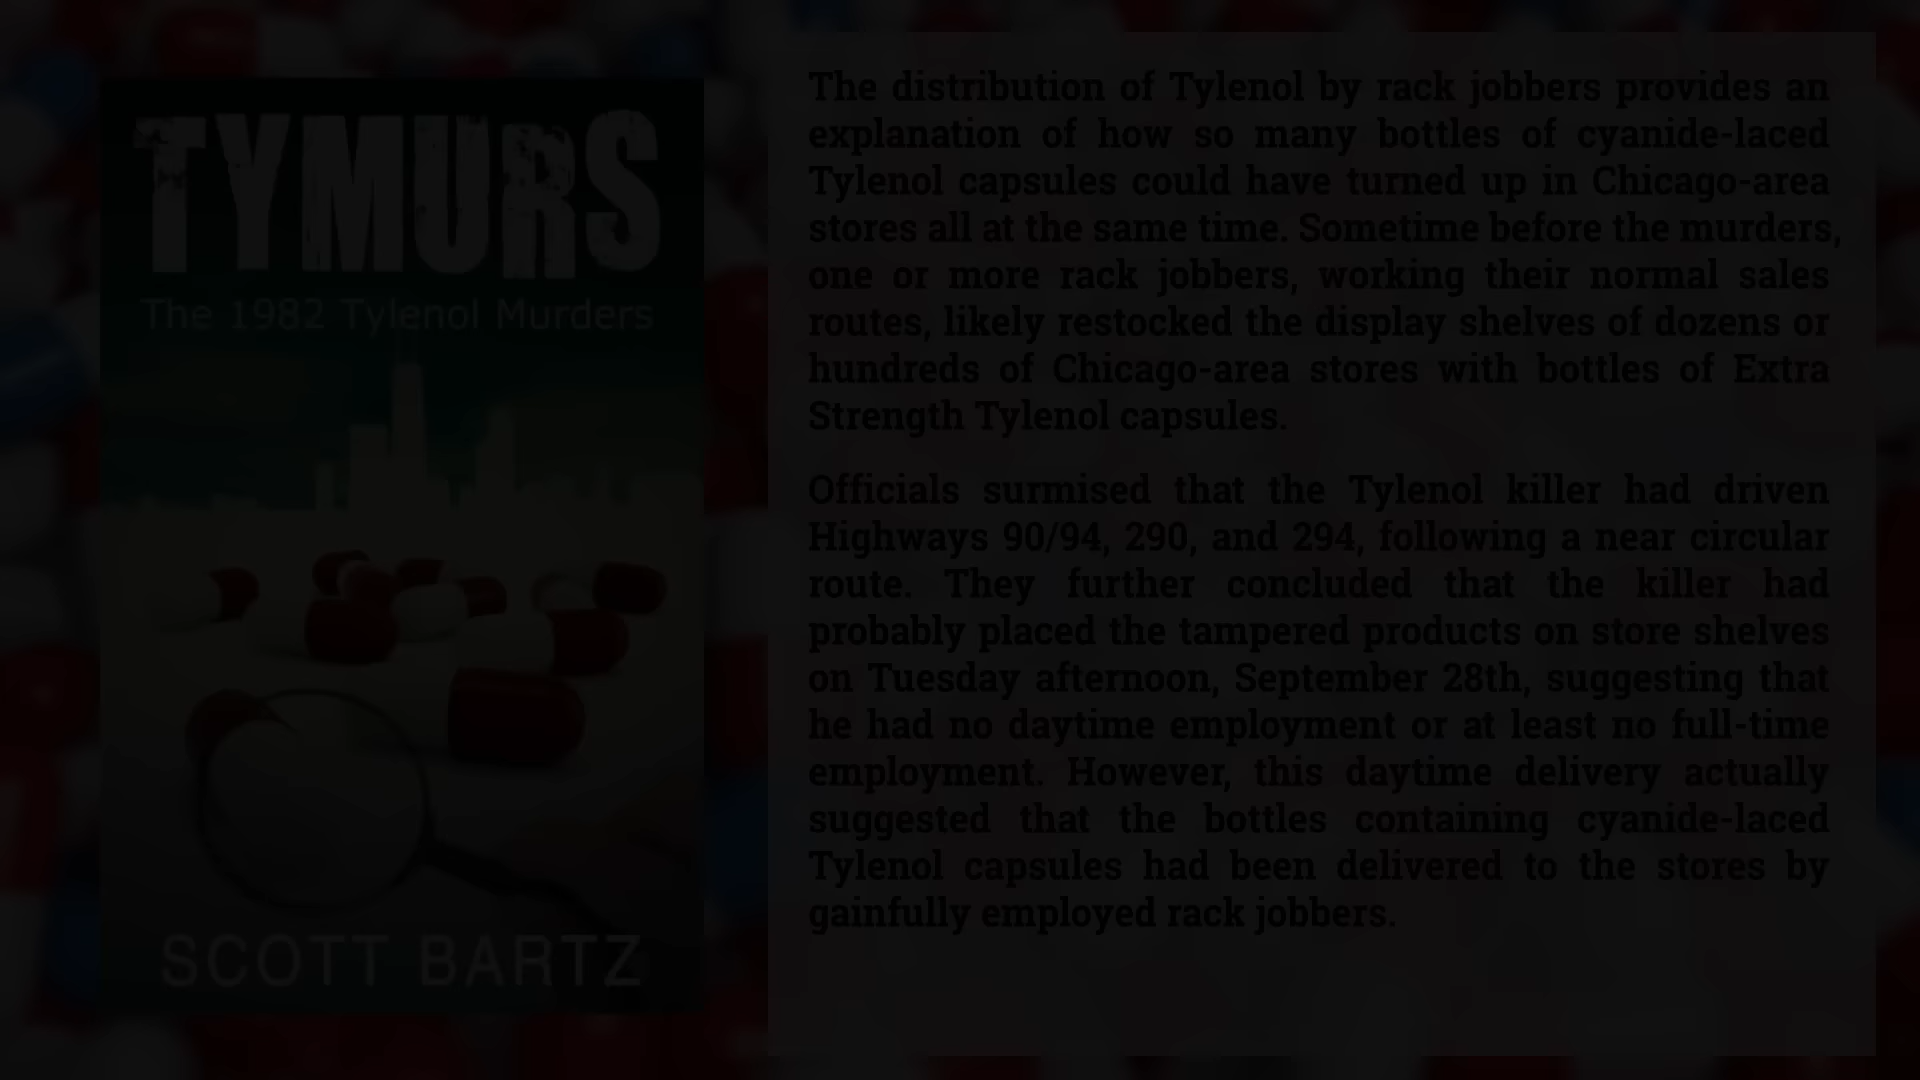 TYMURS
The 1982 Tylenol Murders
SCOTT BARTZ
The distribution of Tylenol by rack jobbers provides an
explanation of how so many bottles of cyanide-laced
Tylenol capsules could have turned up in Chicago-area
stores all at the same time. Sometime before the murders,
one or more rack jobbers, working their normal sales
routes, likely restocked the display shelves of dozens or
hundreds of Chicago-area stores with bottles of Extra
Strength Tylenol capsules.
Officials surmised that the Tylenol killer had driven
Highways 90/94, 290, and 294, following a near circular
route. They further concluded that the killer had
probably placed the tampered products on store shelves
on Tuesday afternoon, September 28th, suggesting that
he had no daytime employment or at least no full-time
employment. However, this daytime delivery actually
suggested that the bottles containing cyanide-laced
Tylenol capsules had been delivered to the stores by
gainfully employed rack jobbers.